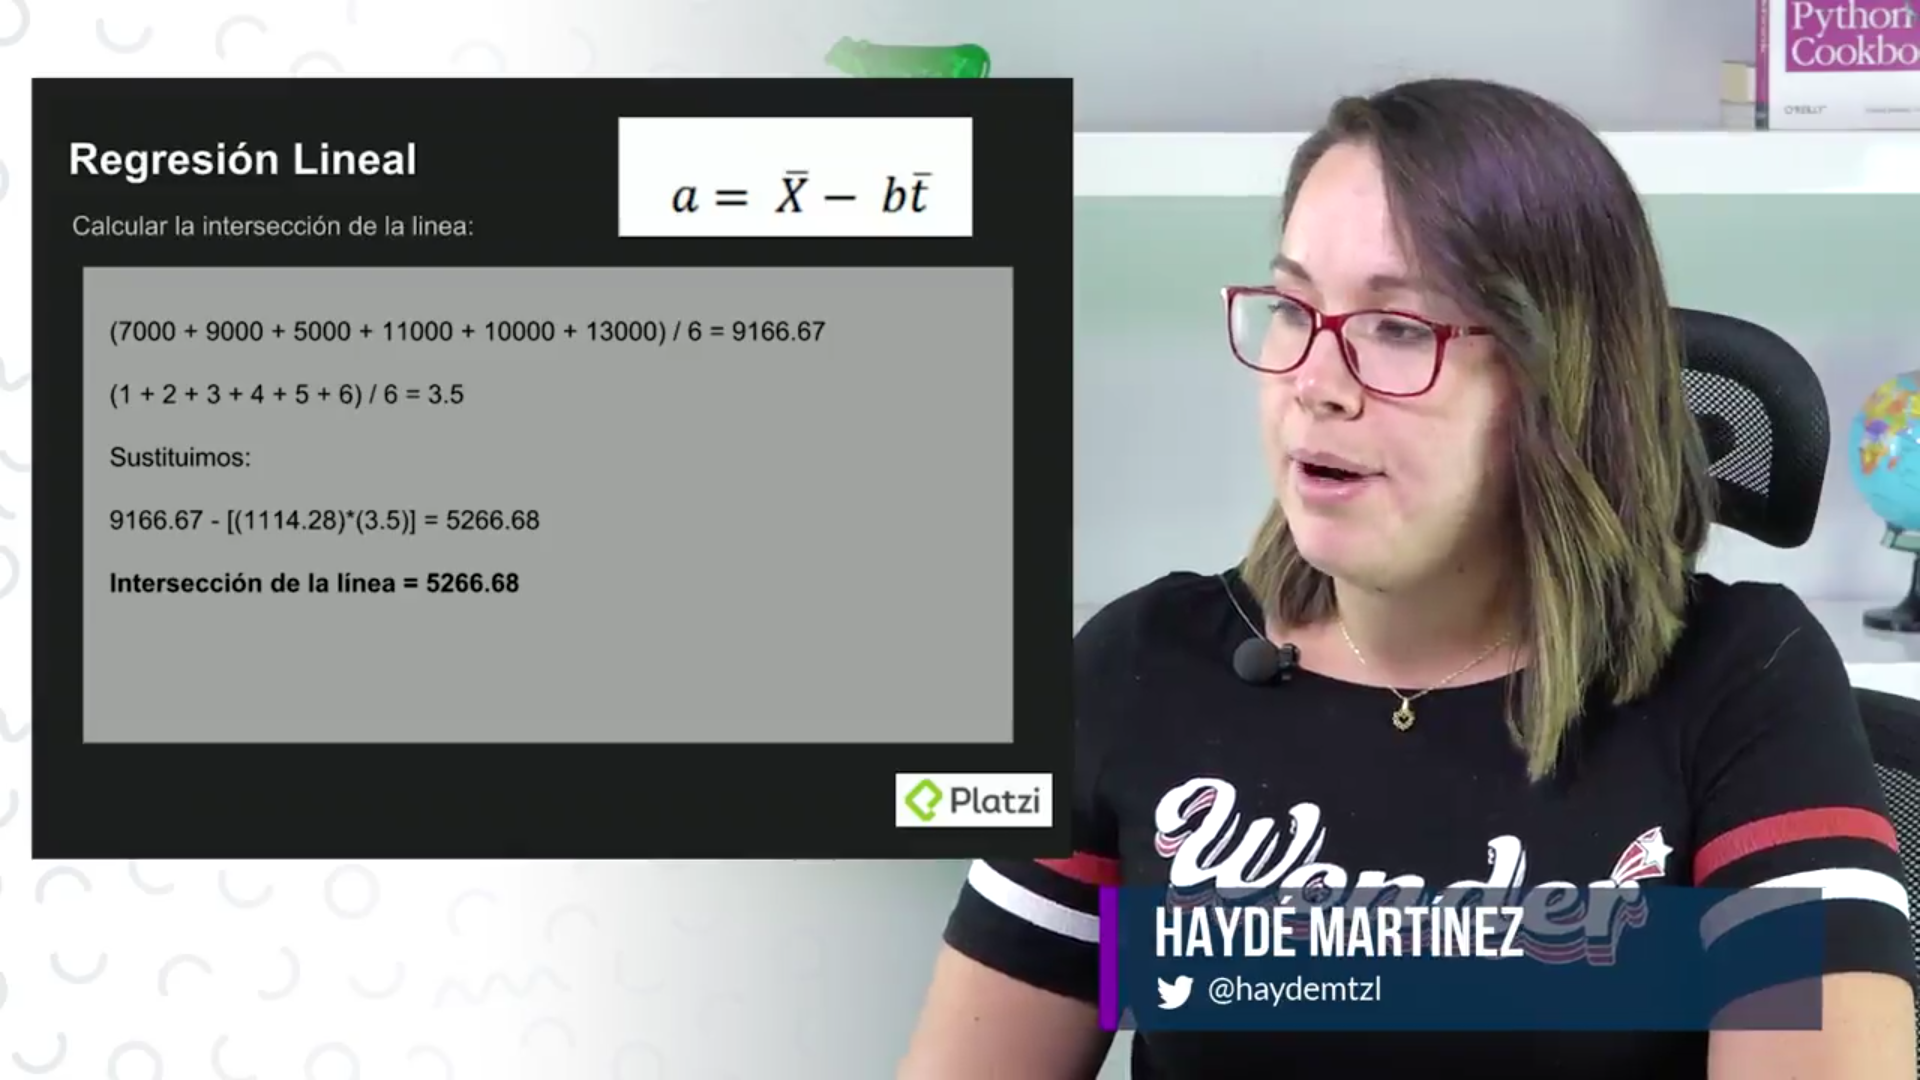 Regresión Lineal
a = X̄ − bt̄
Calcular la intersección de la linea:
(7000 + 9000 + 5000 + 11000 + 10000 + 13000) / 6 = 9166.67
(1 + 2 + 3 + 4 + 5 + 6) / 6 = 3.5
Sustituimos:
9166.67 - [(1114.28)*(3.5)] = 5266.68
Intersección de la línea = 5266.68
Platzi
Python
Cookbo
O'REILLY
Wonder
HAYDÉ MARTÍNEZ
@haydemtzl